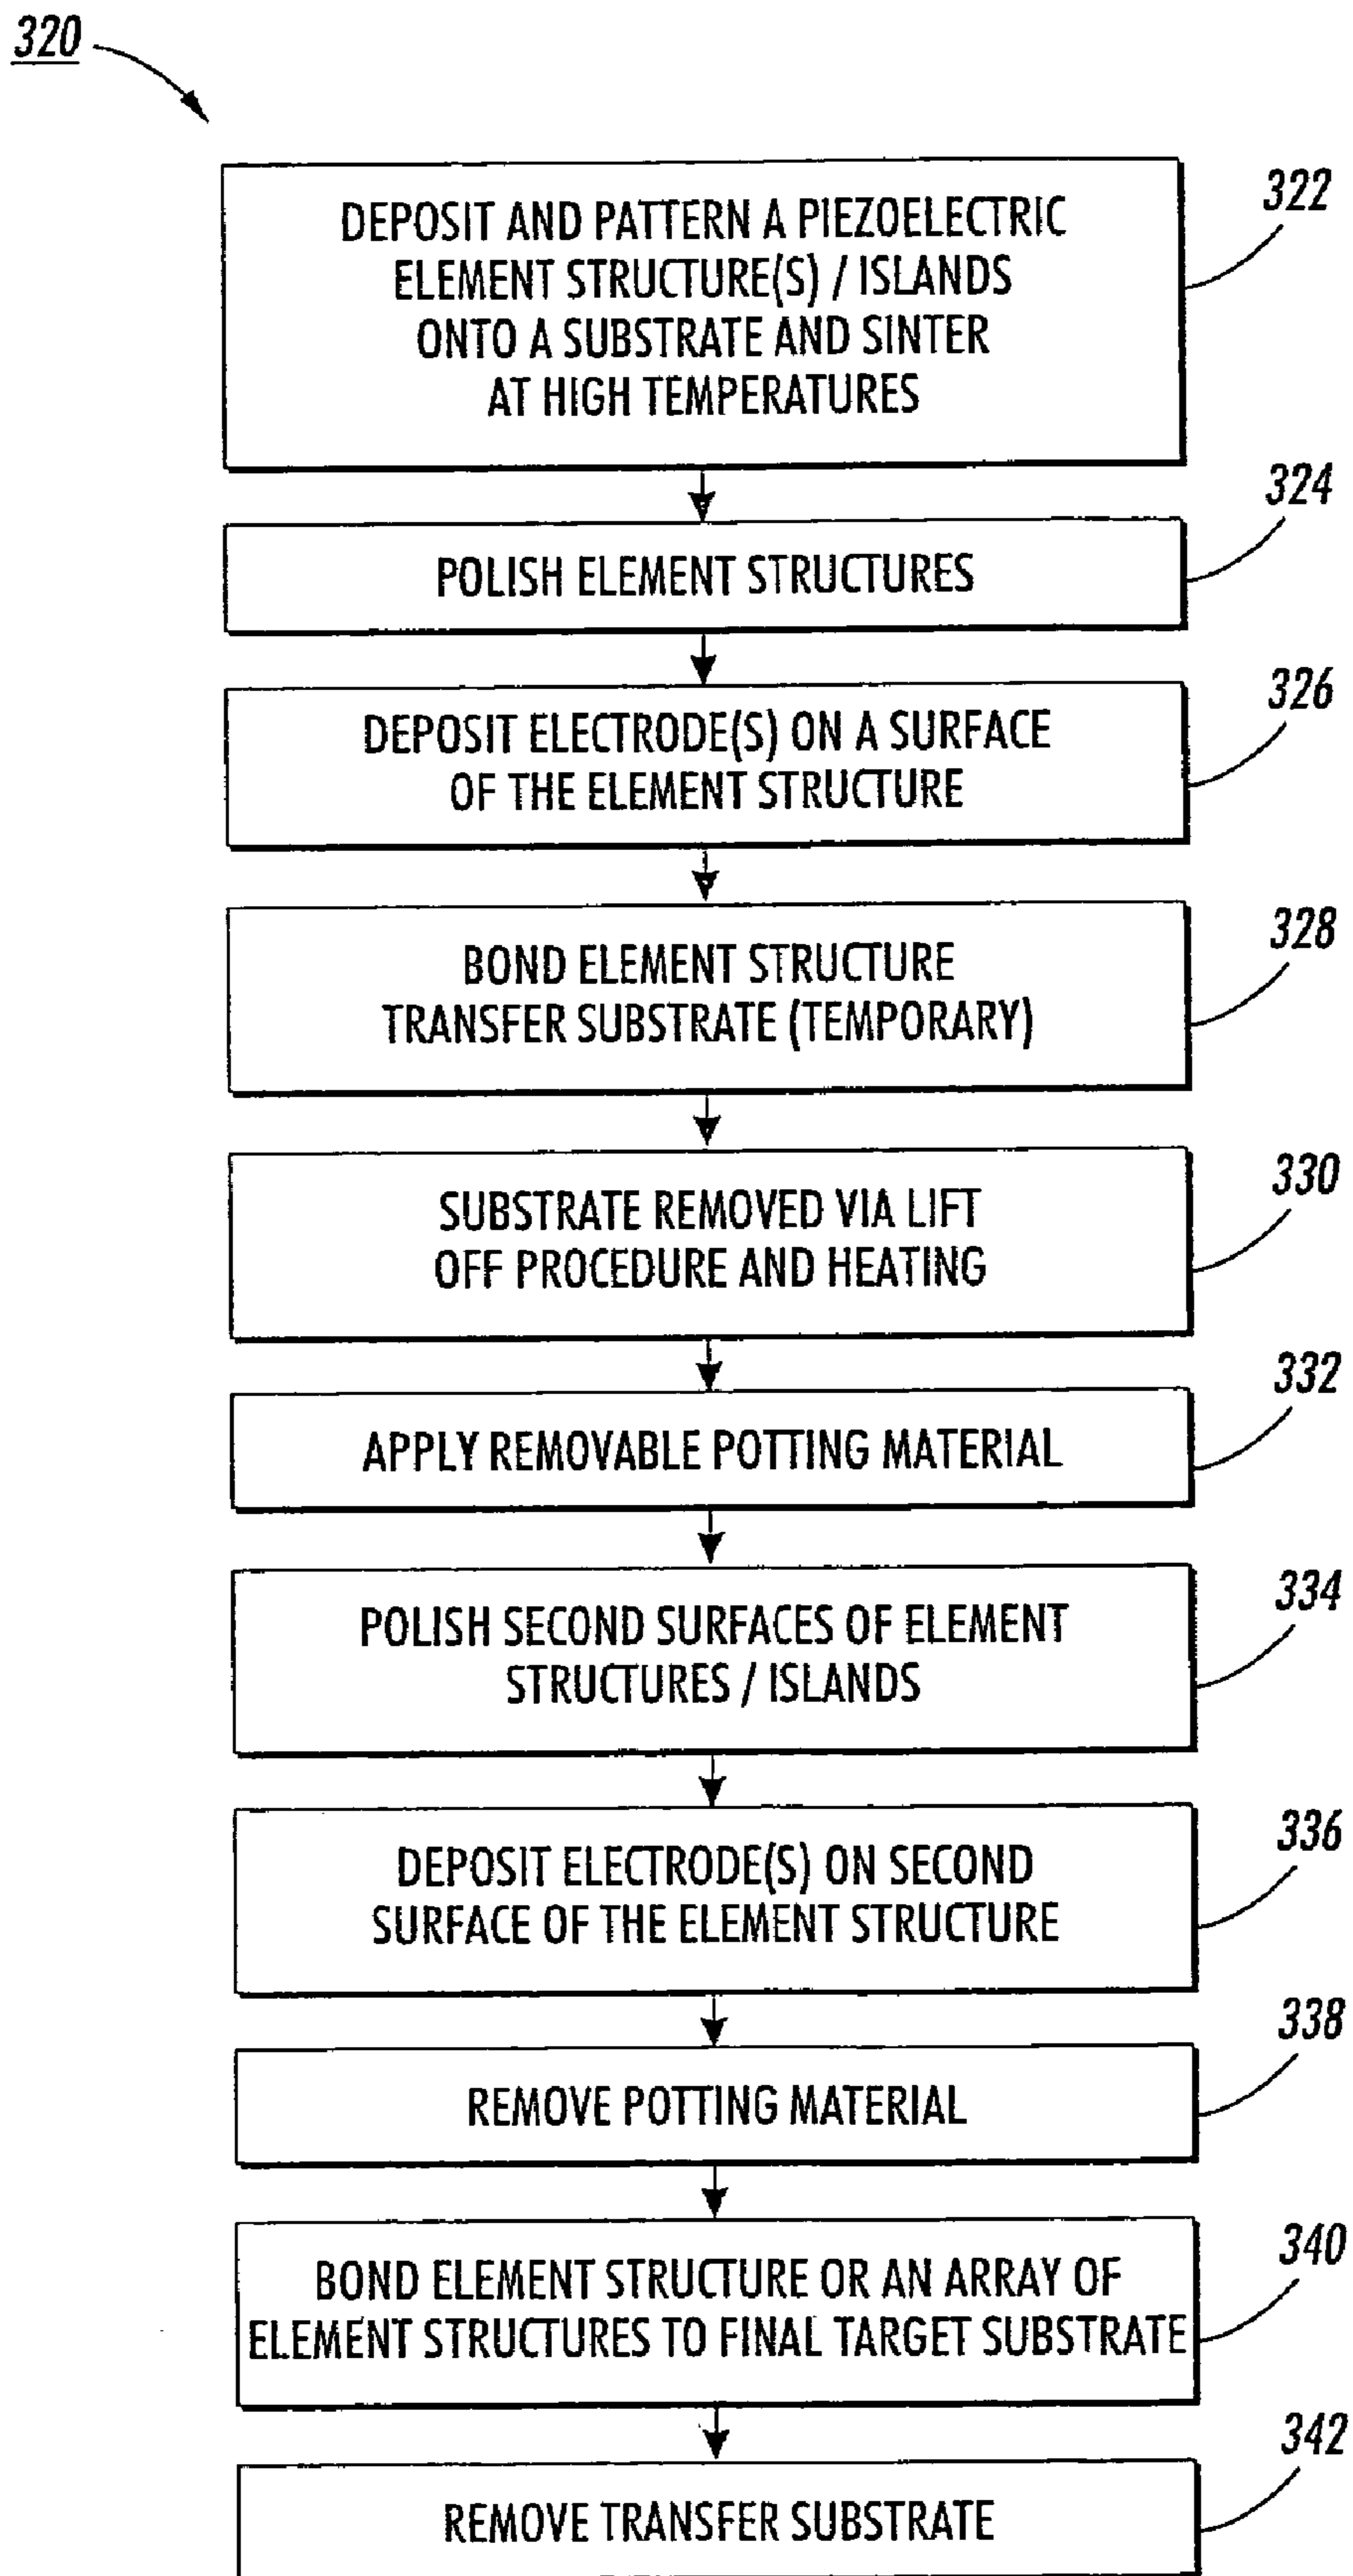 320
DEPOSIT AND PATTERN A PIEZOELECTRIC
ELEMENT STRUCTURE(S) / ISLANDS
ONTO A SUBSTRATE AND SINTER
AT HIGH TEMPERATURES
322
POLISH ELEMENT STRUCTURES
324
DEPOSIT ELECTRODE(S) ON A SURFACE
OF THE ELEMENT STRUCTURE
326
BOND ELEMENT STRUCTURE
TRANSFER SUBSTRATE (TEMPORARY)
328
SUBSTRATE REMOVED VIA LIFT
OFF PROCEDURE AND HEATING
330
APPLY REMOVABLE POTTING MATERIAL
332
POLISH SECOND SURFACES OF ELEMENT
STRUCTURES / ISLANDS
334
DEPOSIT ELECTRODE(S) ON SECOND
SURFACE OF THE ELEMENT STRUCTURE
336
REMOVE POTTING MATERIAL
338
BOND ELEMENT STRUCTURE OR AN ARRAY OF
ELEMENT STRUCTURES TO FINAL TARGET SUBSTRATE
340
REMOVE TRANSFER SUBSTRATE
342